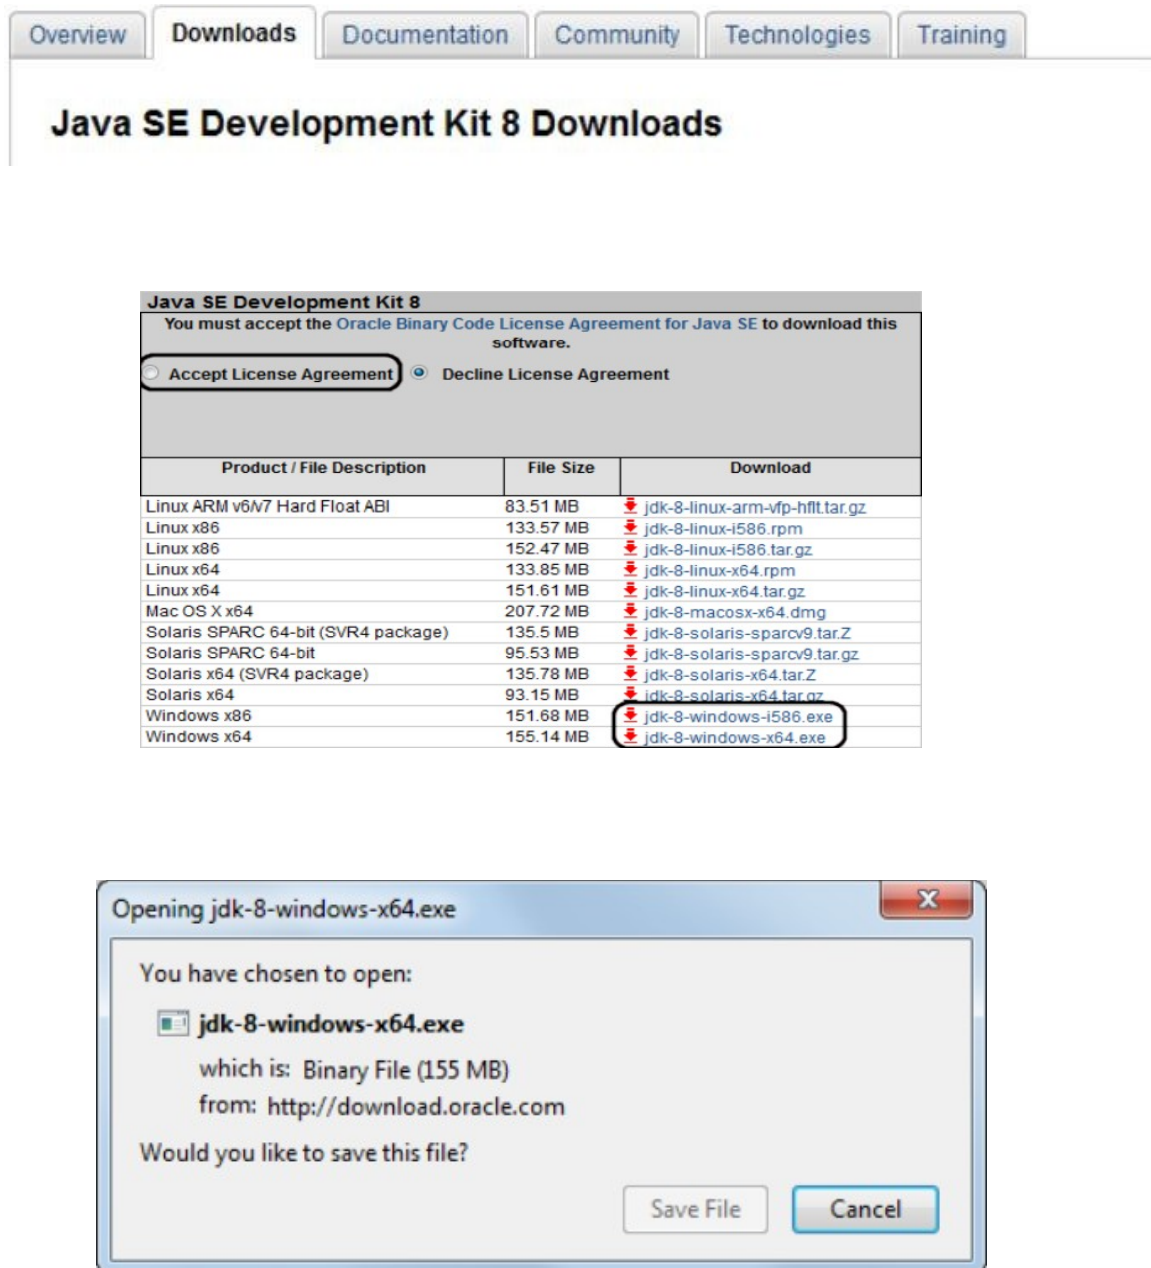 Overview Downloads Documentation Community Technologies Training
Java SE Development Kit 8 Downloads
Java SE Development Kit 8
You must accept the Oracle Binary Code License Agreement for Java SE to download this
software.
Accept License Agreement Decline License Agreement
Product / File Description File Size Download
Linux ARM v6/v7 Hard Float ABI 83.51 MB jdk-8-linux-arm-vfp-hflt.tar.gz
Linux x86 133.57 MB jdk-8-linux-i586.rpm
Linux x86 152.47 MB jdk-8-linux-i586.tar.gz
Linux x64 133.85 MB jdk-8-linux-x64.rpm
Linux x64 151.61 MB jdk-8-linux-x64.tar.gz
Mac OS X x64 207.72 MB jdk-8-macosx-x64.dmg
Solaris SPARC 64-bit (SVR4 package) 135.5 MB jdk-8-solaris-sparcv9.tar.Z
Solaris SPARC 64-bit 95.53 MB jdk-8-solaris-sparcv9.tar.gz
Solaris x64 (SVR4 package) 135.78 MB jdk-8-solaris-x64.tar.Z
Solaris x64 93.15 MB jdk-8-solaris-x64.tar.gz
Windows x86 151.68 MB jdk-8-windows-i586.exe
Windows x64 155.14 MB jdk-8-windows-x64.exe
Opening jdk-8-windows-x64.exe
You have chosen to open:
jdk-8-windows-x64.exe
which is: Binary File (155 MB)
from: http://download.oracle.com
Would you like to save this file?
Save File Cancel